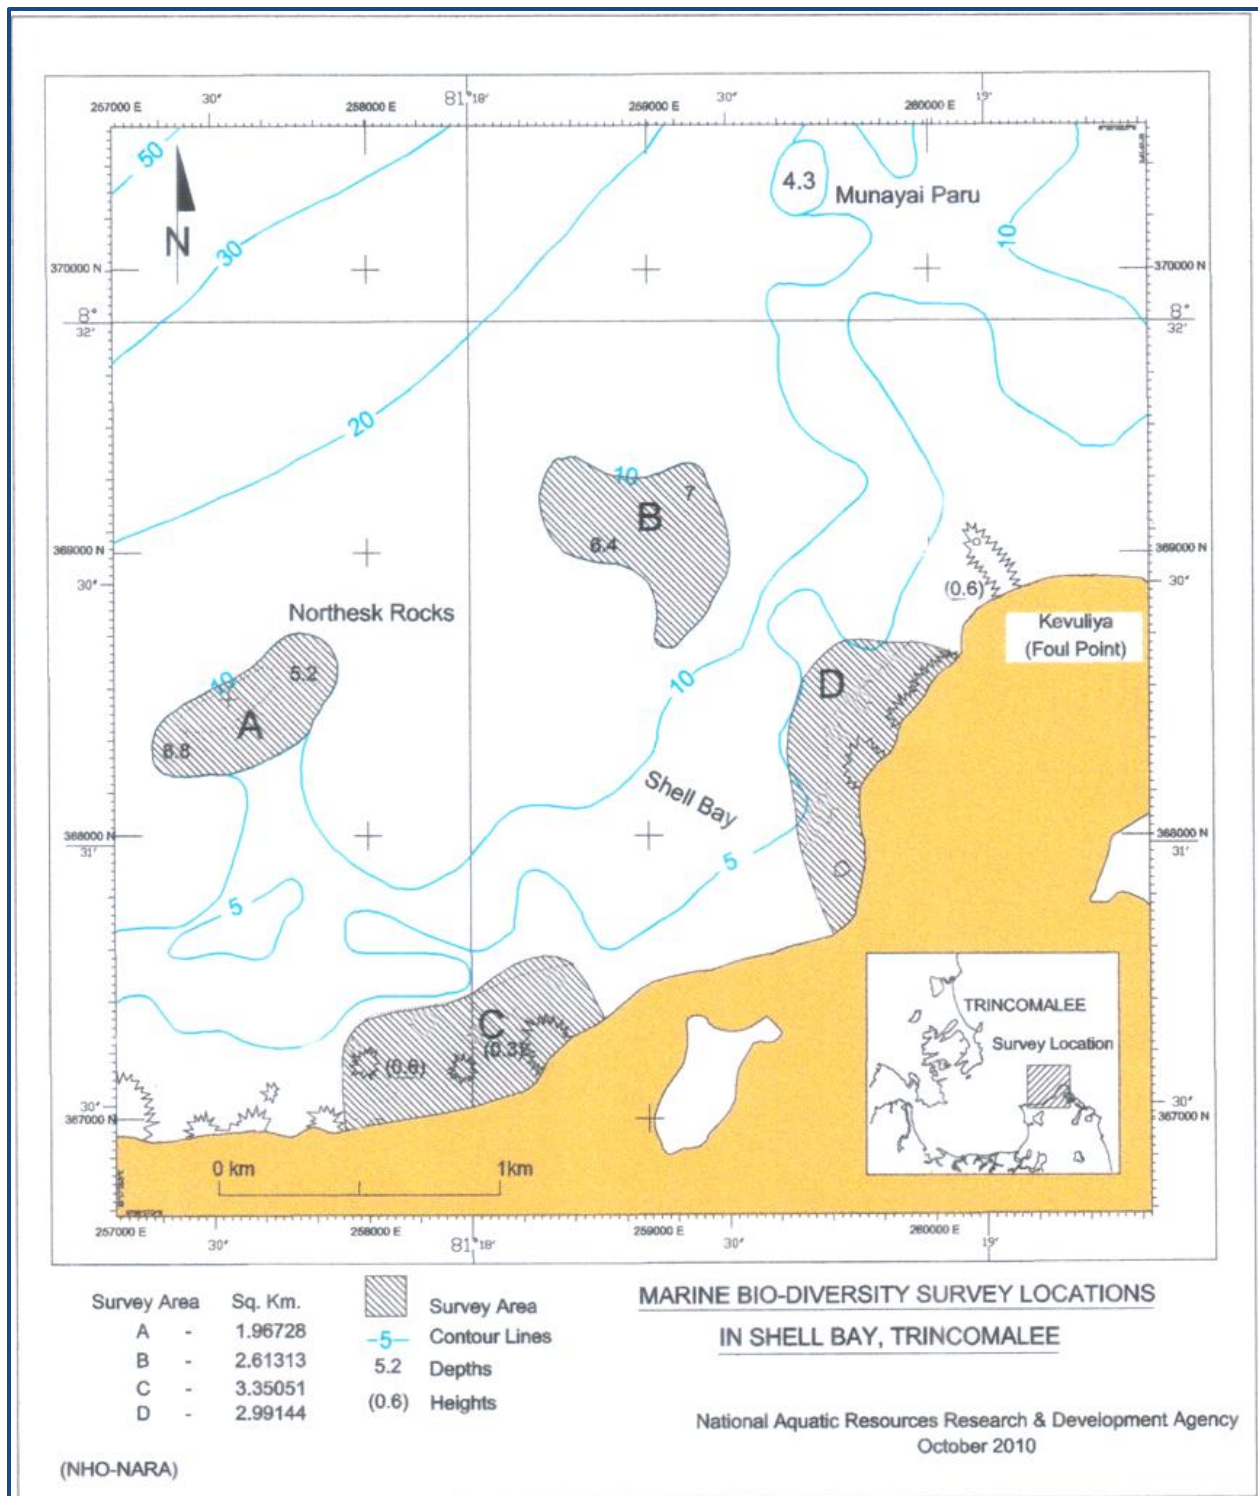 257000 E 30" 258000 E 81° 18' 259000 E 30" 260000 E 19'
50
4.3
Munayai Paru
N
30
10
370000 N 370000 N
8° 8°
32' 32'
20
10
7
B
6.4
369000 N 369000 N
30" 30"
(0.6)
Northesk Rocks
Kevuliya
(Foul Point)
10
5.2
10
D
A
8.8
Shell Bay
368000 N 368000 N
31' 31'
5
5
TRINCOMALEE
C
Survey Location
(0.3)
(0.6)
30" 30"
367000 N 367000 N
0 km 1km
257000 E 30" 258000 E 81° 18' 259000 E 30" 260000 E 19'
Survey Area Sq. Km.
A - 1.96728
B - 2.61313
C - 3.35051
D - 2.99144
Survey Area
5 Contour Lines
5.2 Depths
(0.6) Heights
MARINE BIO-DIVERSITY SURVEY LOCATIONS
IN SHELL BAY, TRINCOMALEE
National Aquatic Resources Research & Development Agency
October 2010
(NHO-NARA)